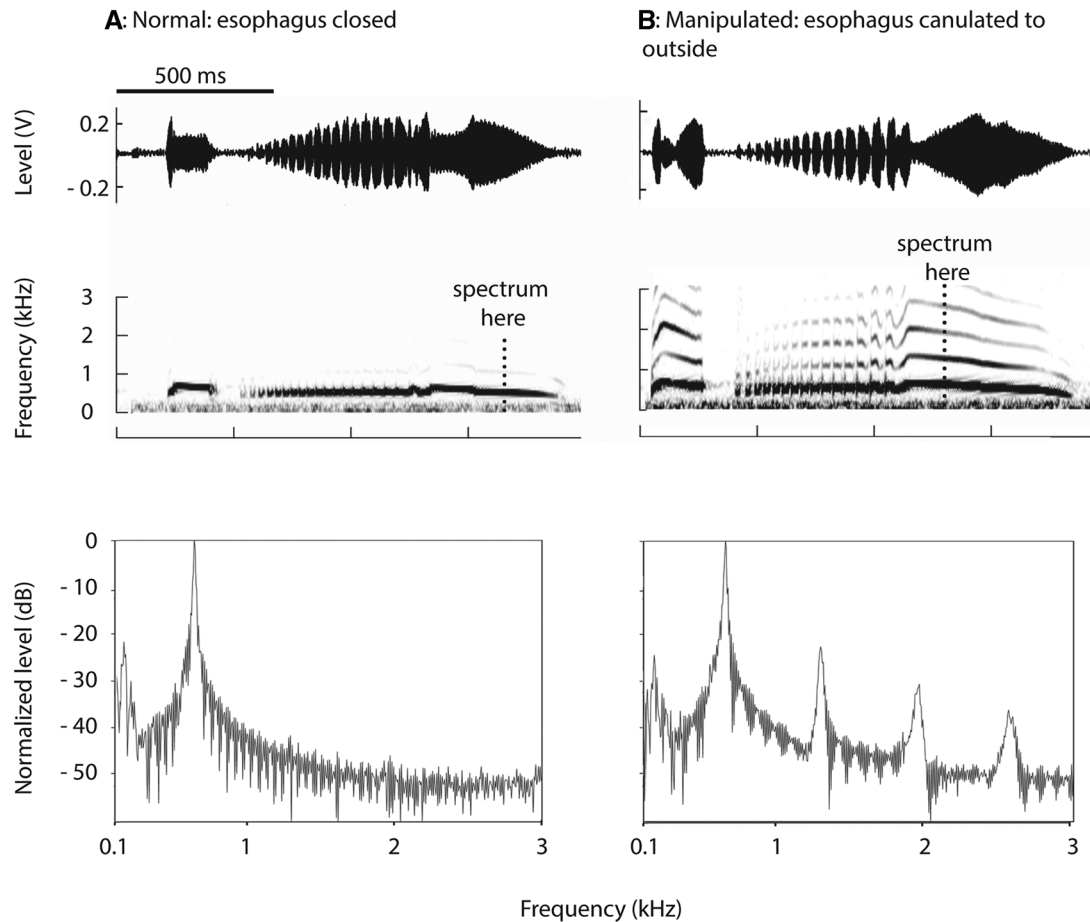 A: Normal: esophagus closed
B: Manipulated: esophagus canulated to
outside
500 ms
Level (V)
0.2
- 0.2
Frequency (kHz)
3
2
1
0
spectrum
here
spectrum
here
Normalized level (dB)
0
- 10
- 20
- 30
- 40
- 50
0.1
1
2
3
0.1
1
2
3
Frequency (kHz)